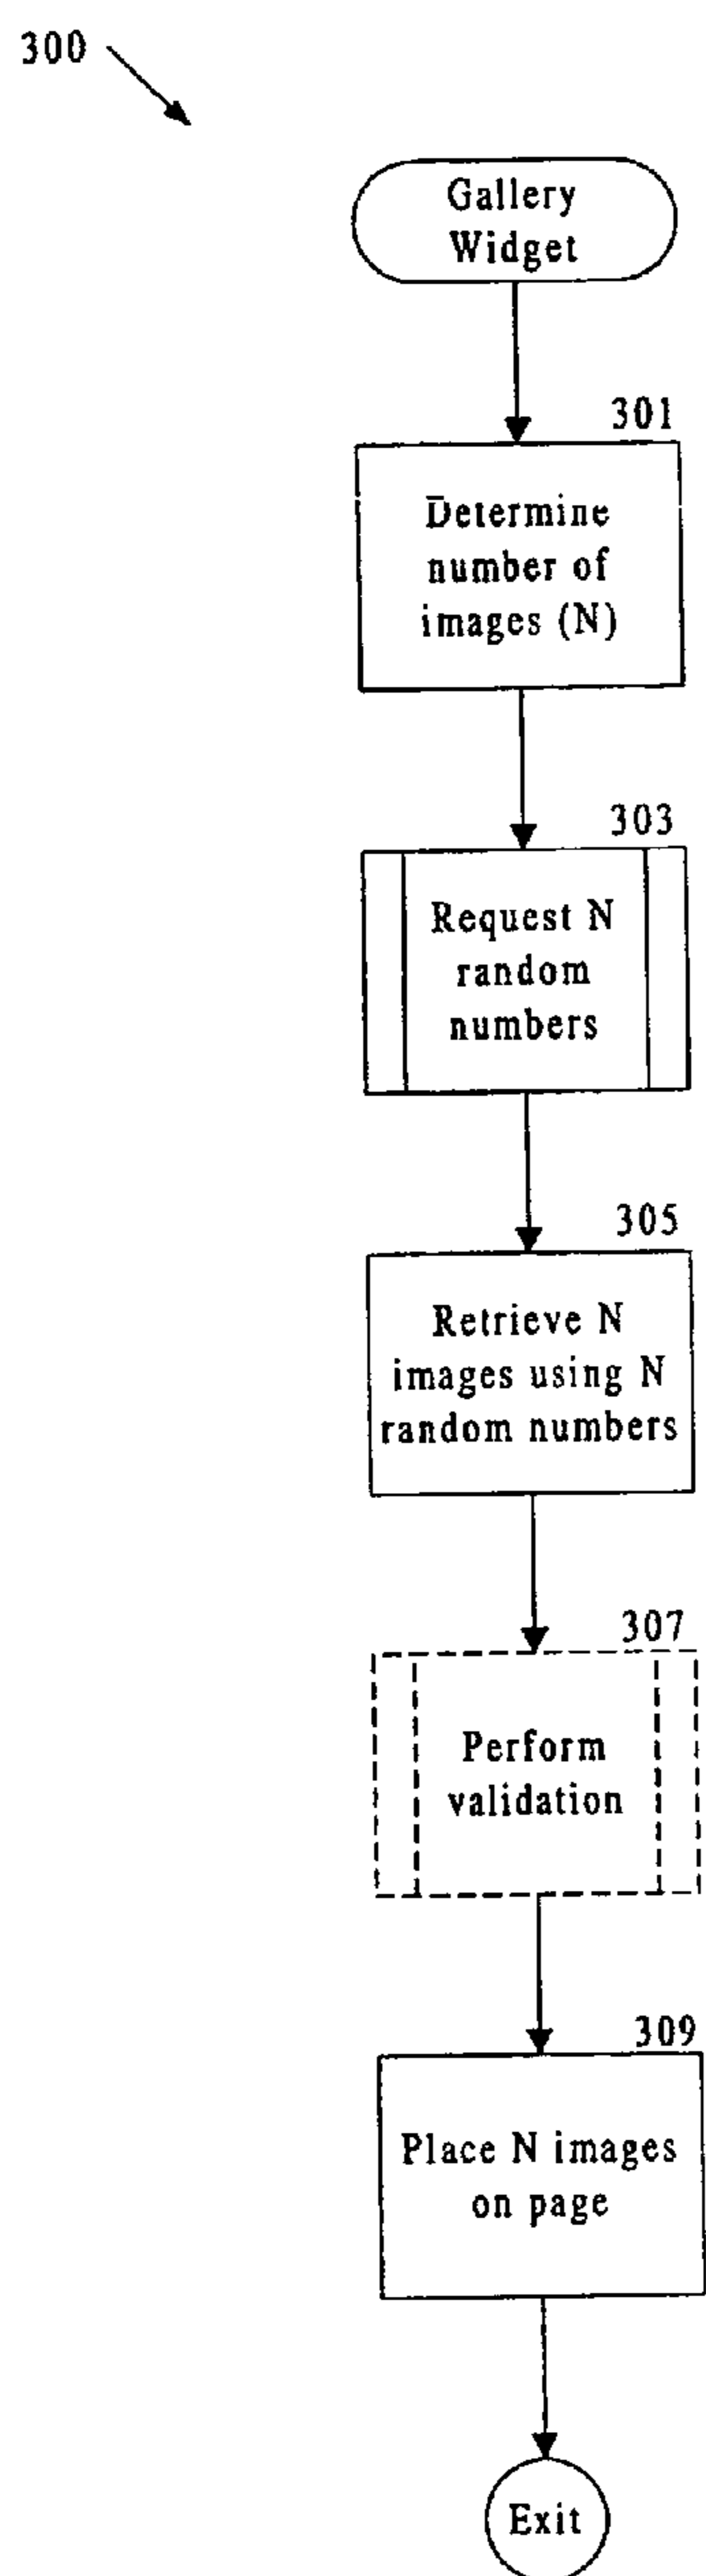 300
Gallery
Widget
301
Determine
number of
images (N)
303
Request N
random
numbers
305
Retrieve N
images using N
random numbers
307
Perform
validation
309
Place N images
on page
Exit